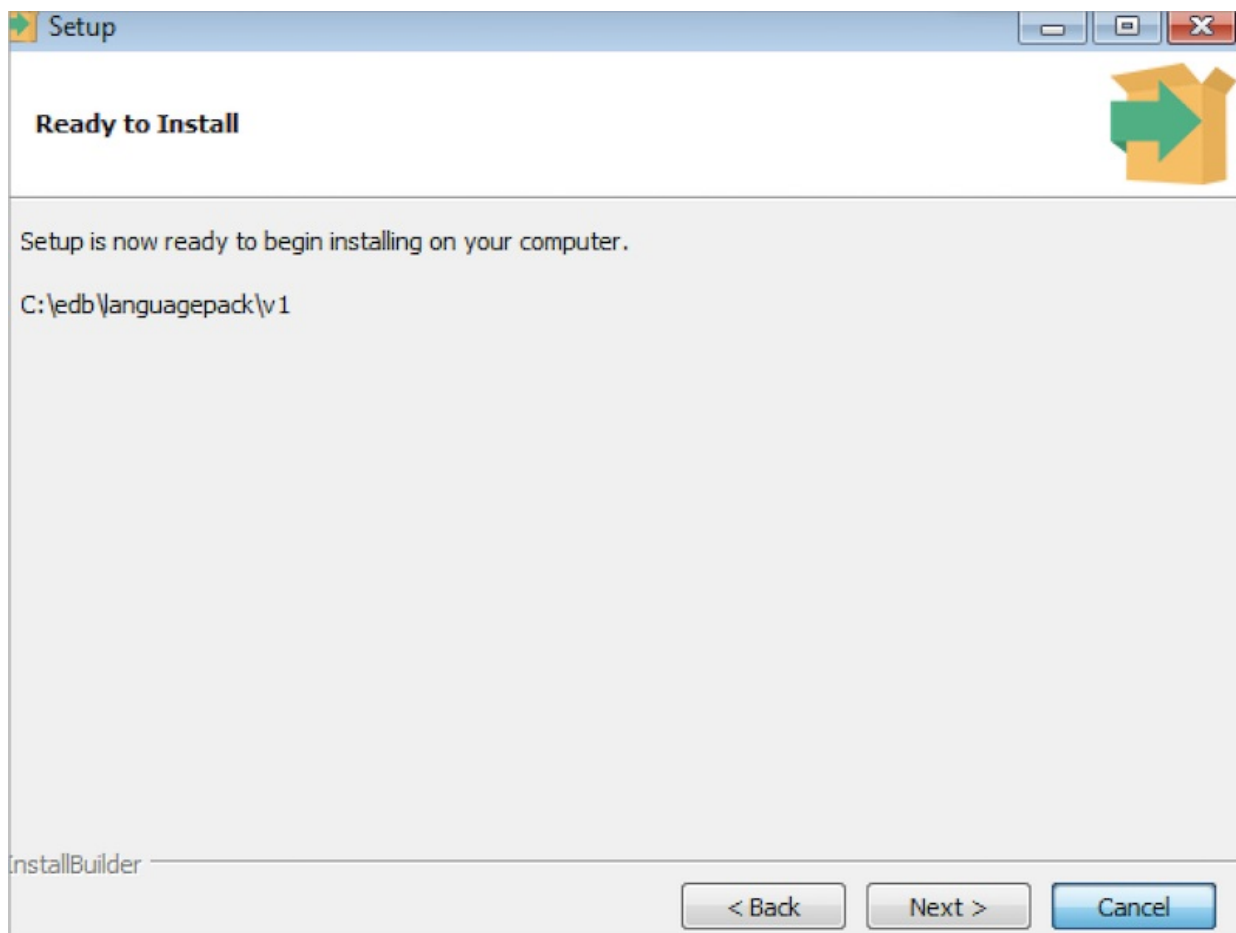 Setup
Ready to Install
Setup is now ready to begin installing on your computer.
C:\edb\languagepack\v1
InstallBuilder
< Back
Next >
Cancel